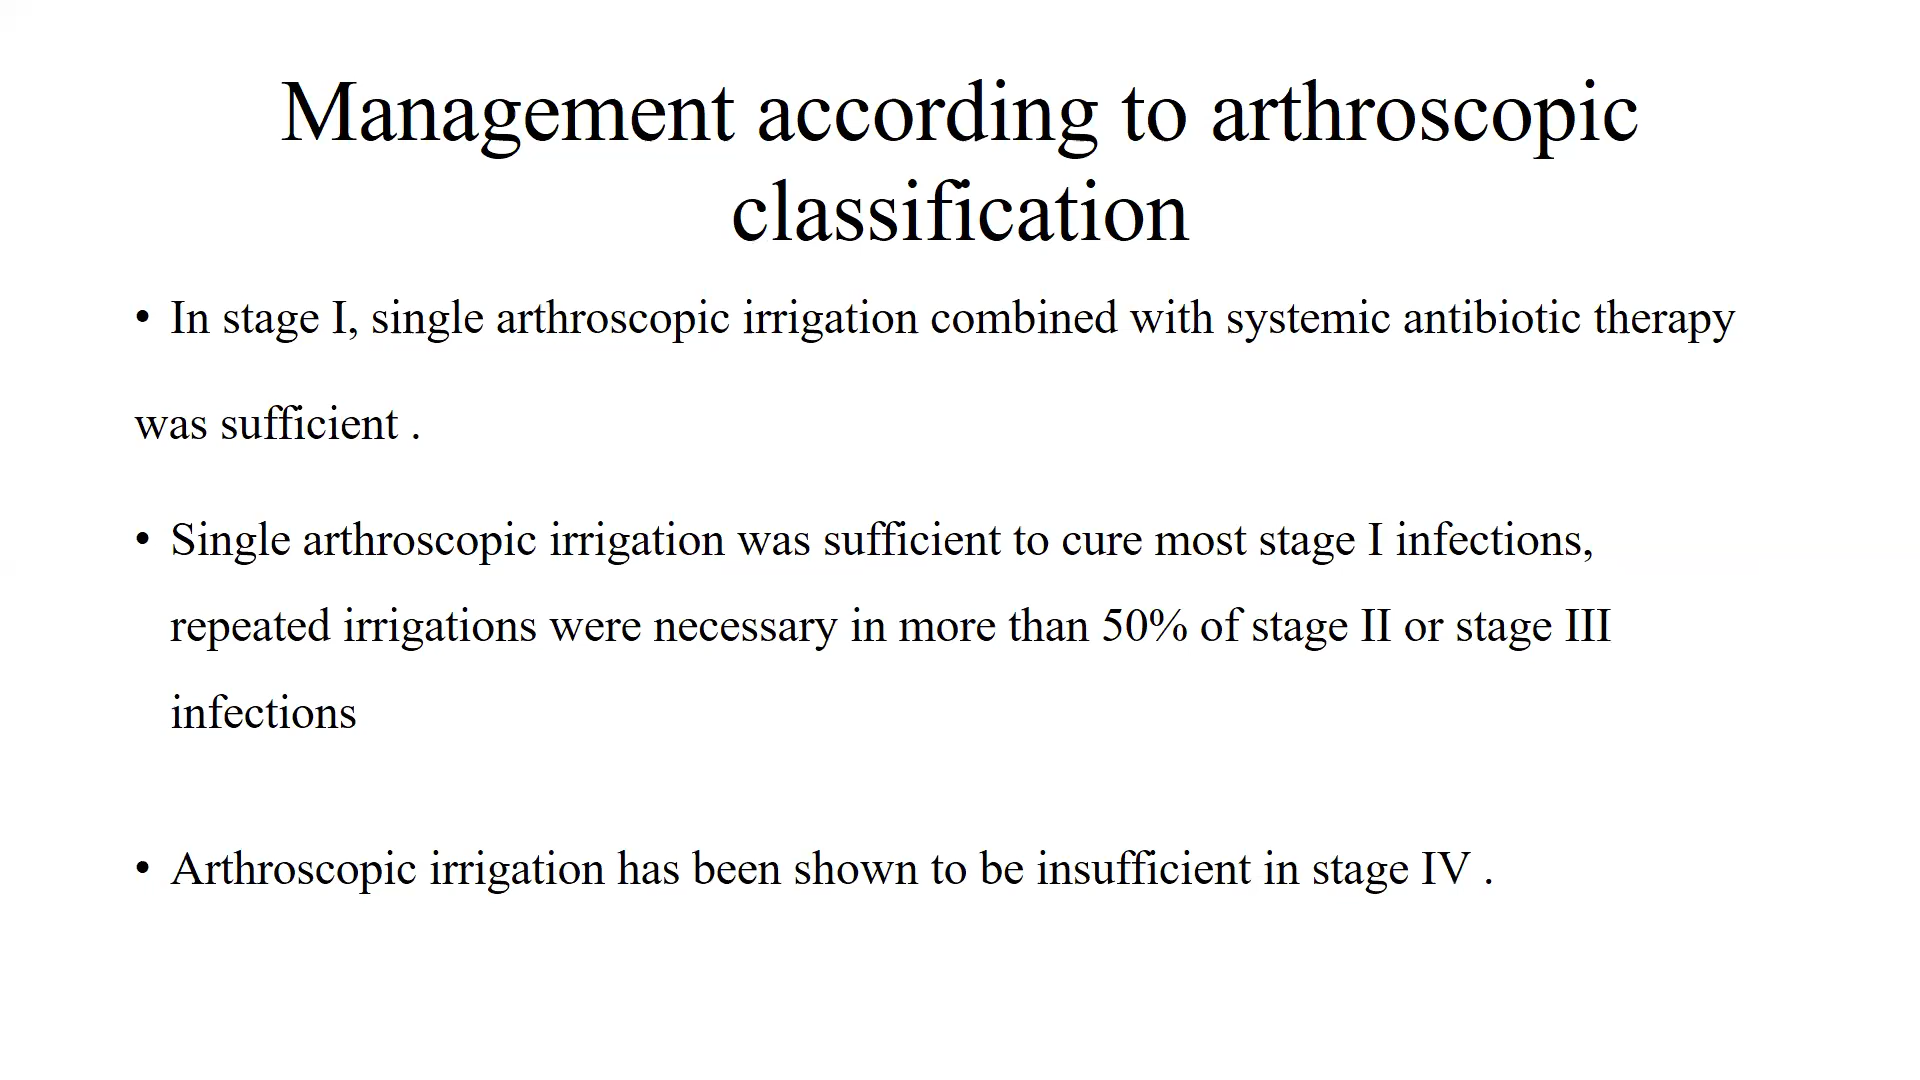 Management according to arthroscopic
classification
• In stage I, single arthroscopic irrigation combined with systemic antibiotic therapy
was sufficient .
• Single arthroscopic irrigation was sufficient to cure most stage I infections,
repeated irrigations were necessary in more than 50% of stage II or stage III
infections
• Arthroscopic irrigation has been shown to be insufficient in stage IV .